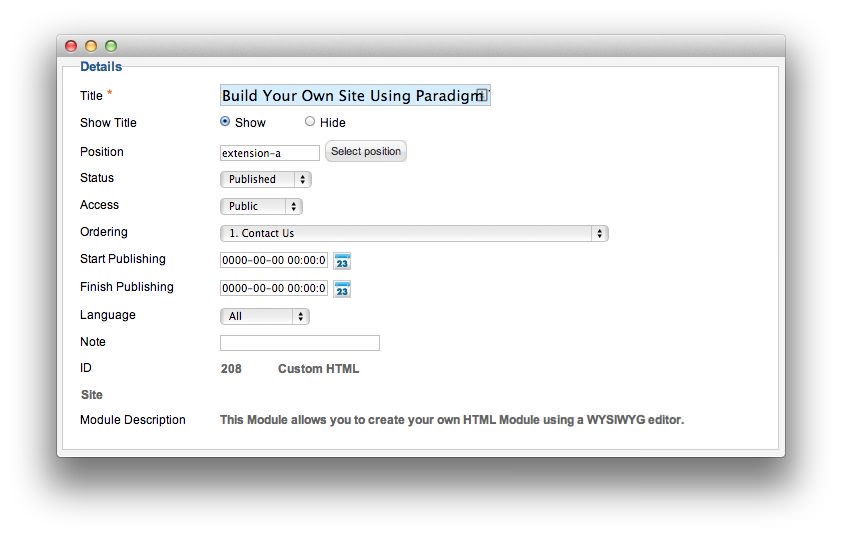 Details
Title * Build Your Own Site Using Paradigm
Show Title Show Hide
Position extension-a Select position
Status Published
Access Public
Ordering 1. Contact Us
Start Publishing 0000-00-00 00:00:0 23
Finish Publishing 0000-00-00 00:00:0 23
Language All
Note
ID 208 Custom HTML
Site
Module Description This Module allows you to create your own HTML Module using a WYSIWYG editor.